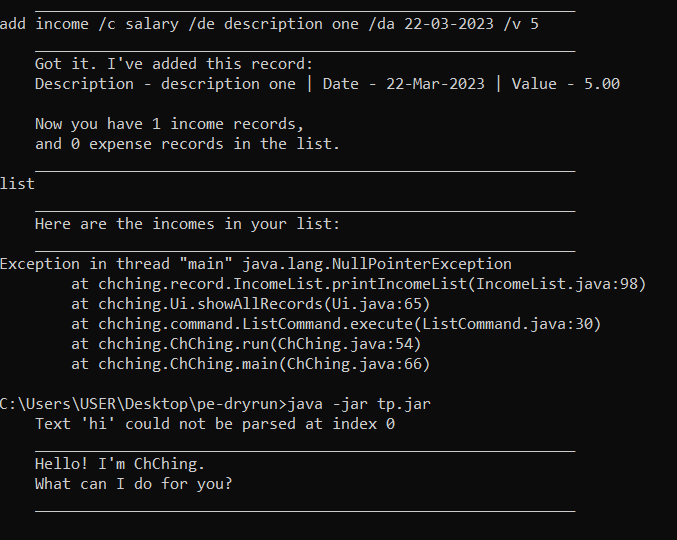 add income /c salary /de description one /da 22-03-2023 /v 5
____________________________________________________________
Got it. I've added this record:
Description - description one | Date - 22-Mar-2023 | Value - 5.00
Now you have 1 income records,
and 0 expense records in the list.
____________________________________________________________
list
____________________________________________________________
Here are the incomes in your list:
____________________________________________________________
Exception in thread "main" java.lang.NullPointerException
at chching.record.IncomeList.printIncomeList(IncomeList.java:98)
at chching.Ui.showAllRecords(Ui.java:65)
at chching.command.ListCommand.execute(ListCommand.java:30)
at chching.ChChing.run(ChChing.java:54)
at chching.ChChing.main(ChChing.java:66)
C:\Users\USER\Desktop\pe-dryrun>java -jar tp.jar
Text 'hi' could not be parsed at index 0
____________________________________________________________
Hello! I'm ChChing.
What can I do for you?
____________________________________________________________